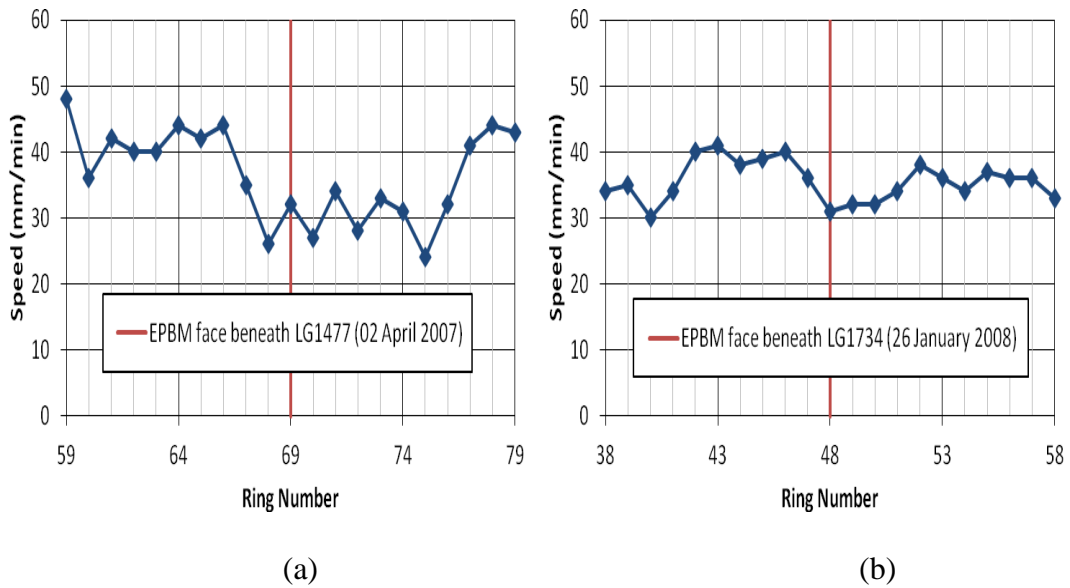 60
50
40
30
20
10
0
Speed (mm/min)
EPBM face beneath LG1477 (02 April 2007)
59 64 69 74 79
Ring Number
(a)
60
50
40
30
20
10
0
Speed (mm/min)
EPBM face beneath LG1734 (26 January 2008)
38 43 48 53 58
Ring Number
(b)